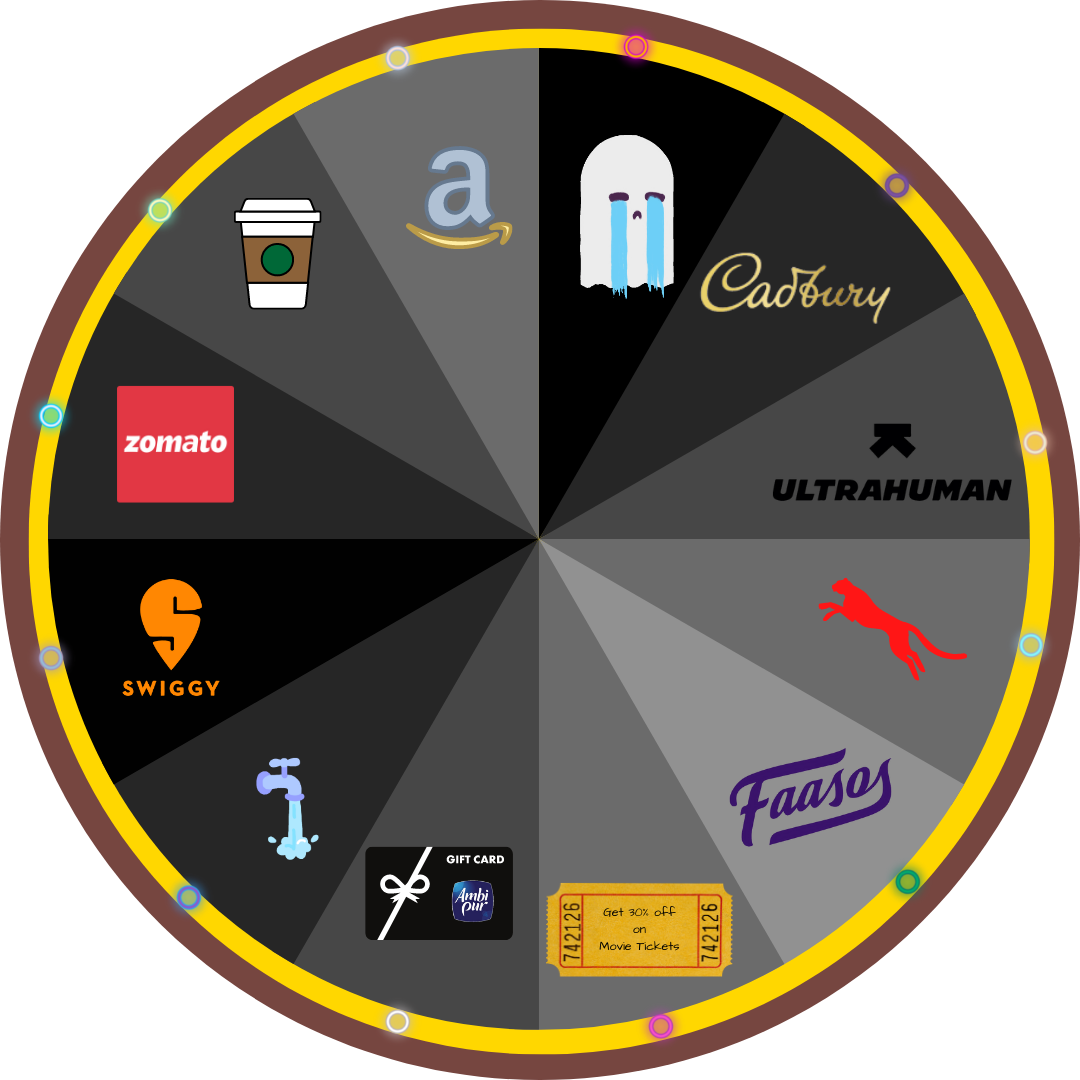 a
Cadbury
ULTRAHUMAN
zomato
SWIGGY
Faasos
GIFT CARD
Ambi
pur
742126
Get 30% off
on
Movie Tickets
742126